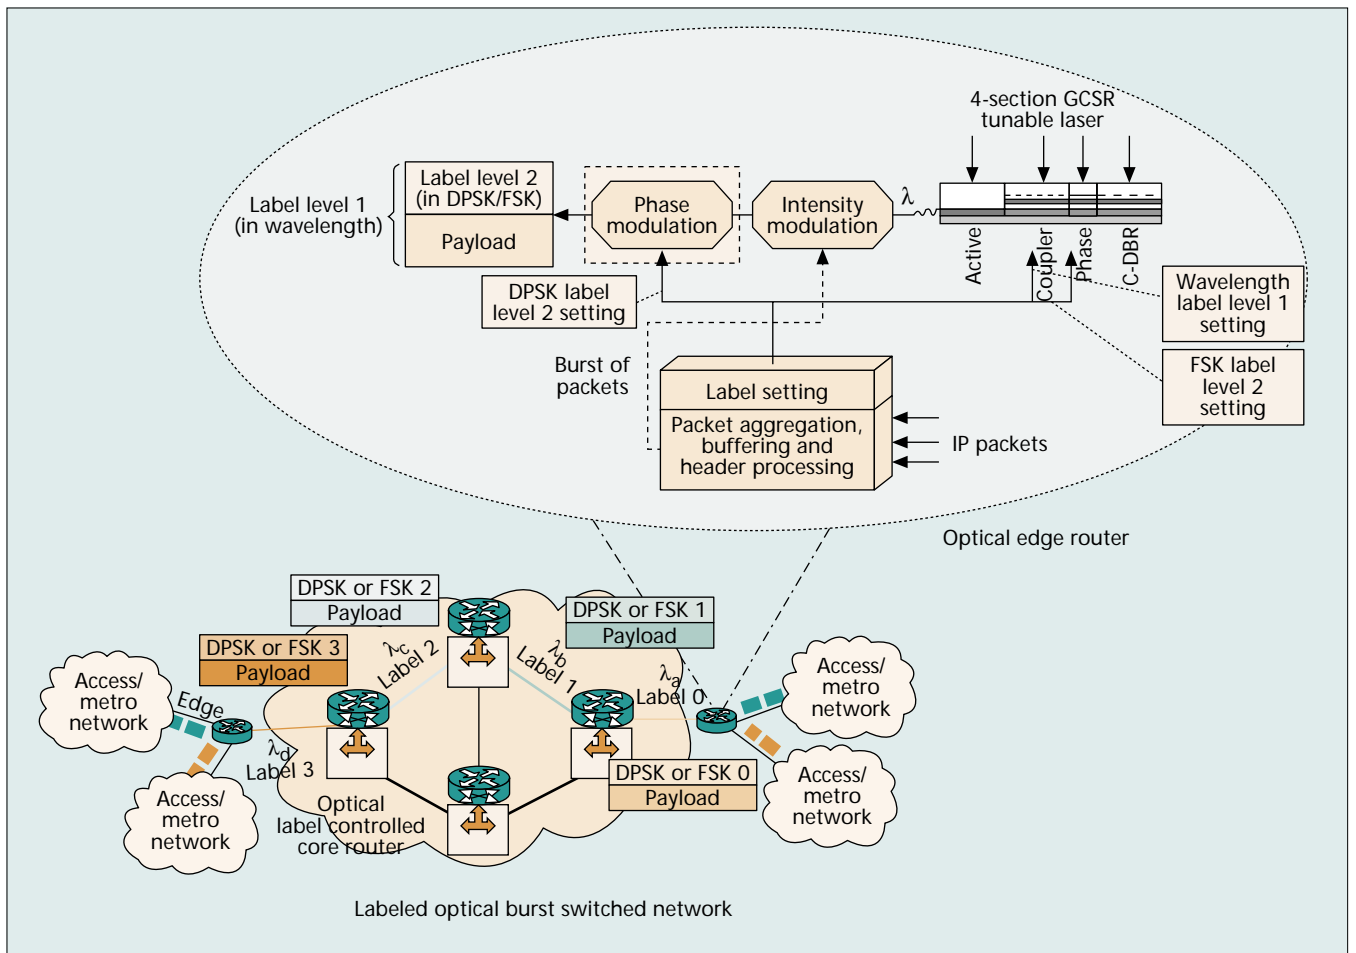 4-section GCSR
tunable laser
Label level 1
(in wavelength)
Label level 2
(in DPSK/FSK)
Payload
Phase
modulation
Intensity
modulation
λ
Active
Coupler
Phase
C-DBR
DPSK label
level 2 setting
Wavelength
label level 1
setting
FSK label
level 2
setting
Burst of
packets
Label setting
Packet aggregation,
buffering and
header processing
IP packets
Optical edge router
DPSK or FSK 2
Payload
DPSK or FSK 1
Payload
DPSK or FSK 3
Payload
λc
Label 2
λb
Label 1
λa
Label 0
Access/
metro
network
Edge
λd
Label 3
Access/
metro
network
Access/
metro
network
DPSK or FSK 0
Payload
Access/
metro
network
Optical
label controlled
core router
Labeled optical burst switched network